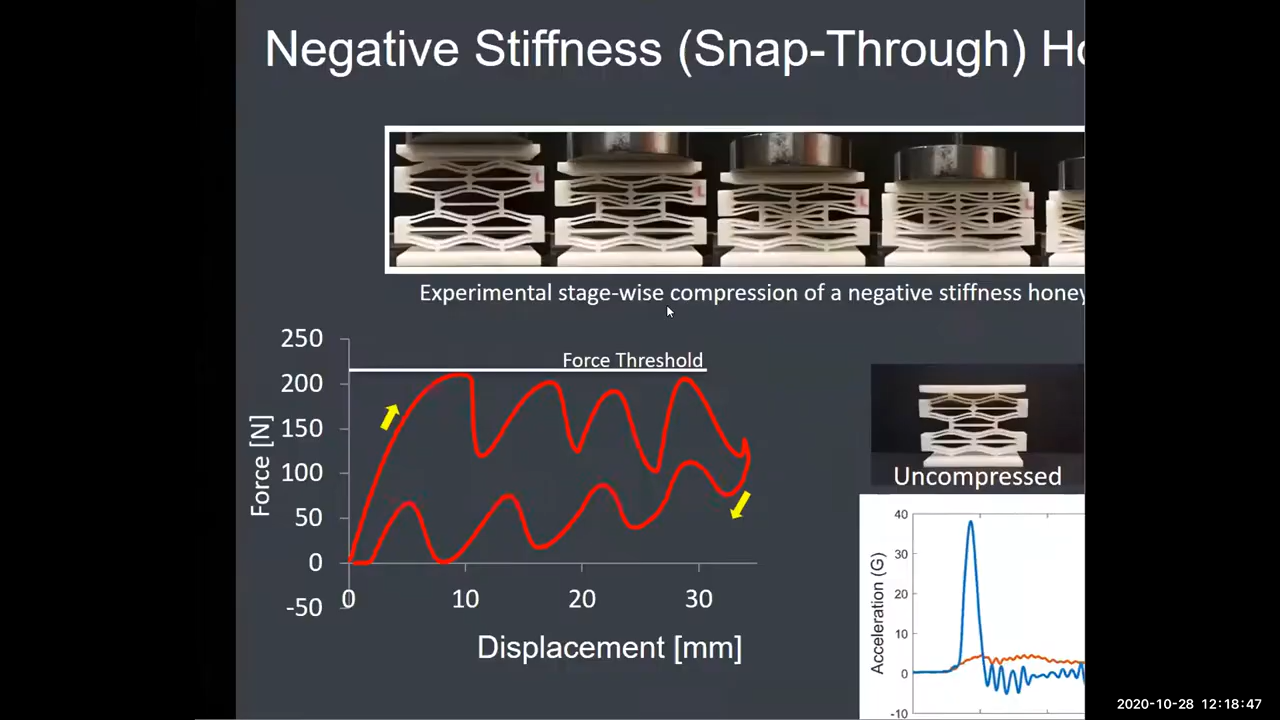 Negative Stiffness (Snap-Through) Ho
Experimental stage-wise compression of a negative stiffness honey
250
200
150
100
50
0
-50
Force [N]
Force Threshold
0
10
20
30
Displacement [mm]
Uncompressed
40
30
20
10
0
-10
Acceleration (G)
2020-10-28 12:18:47